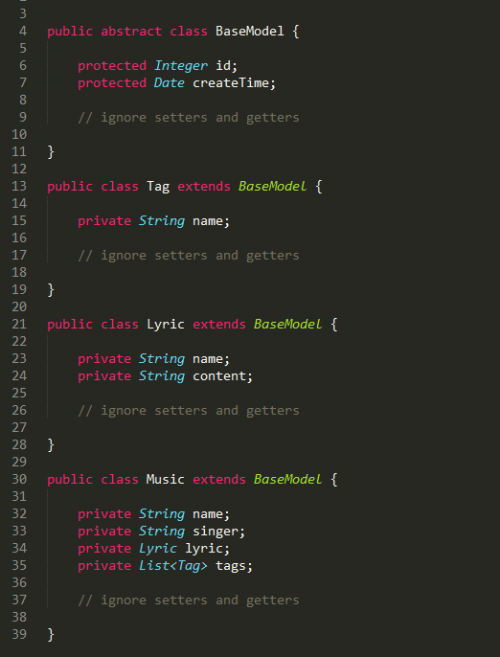 3
4 public abstract class BaseModel {
5
6 protected Integer id;
7 protected Date createTime;
8
9 // ignore setters and getters
10
11 }
12
13 public class Tag extends BaseModel {
14
15 private String name;
16
17 // ignore setters and getters
18
19 }
20
21 public class Lyric extends BaseModel {
22
23 private String name;
24 private String content;
25
26 // ignore setters and getters
27
28 }
29
30 public class Music extends BaseModel {
31
32 private String name;
33 private String singer;
34 private Lyric lyric;
35 private List<Tag> tags;
36
37 // ignore setters and getters
38
39 }